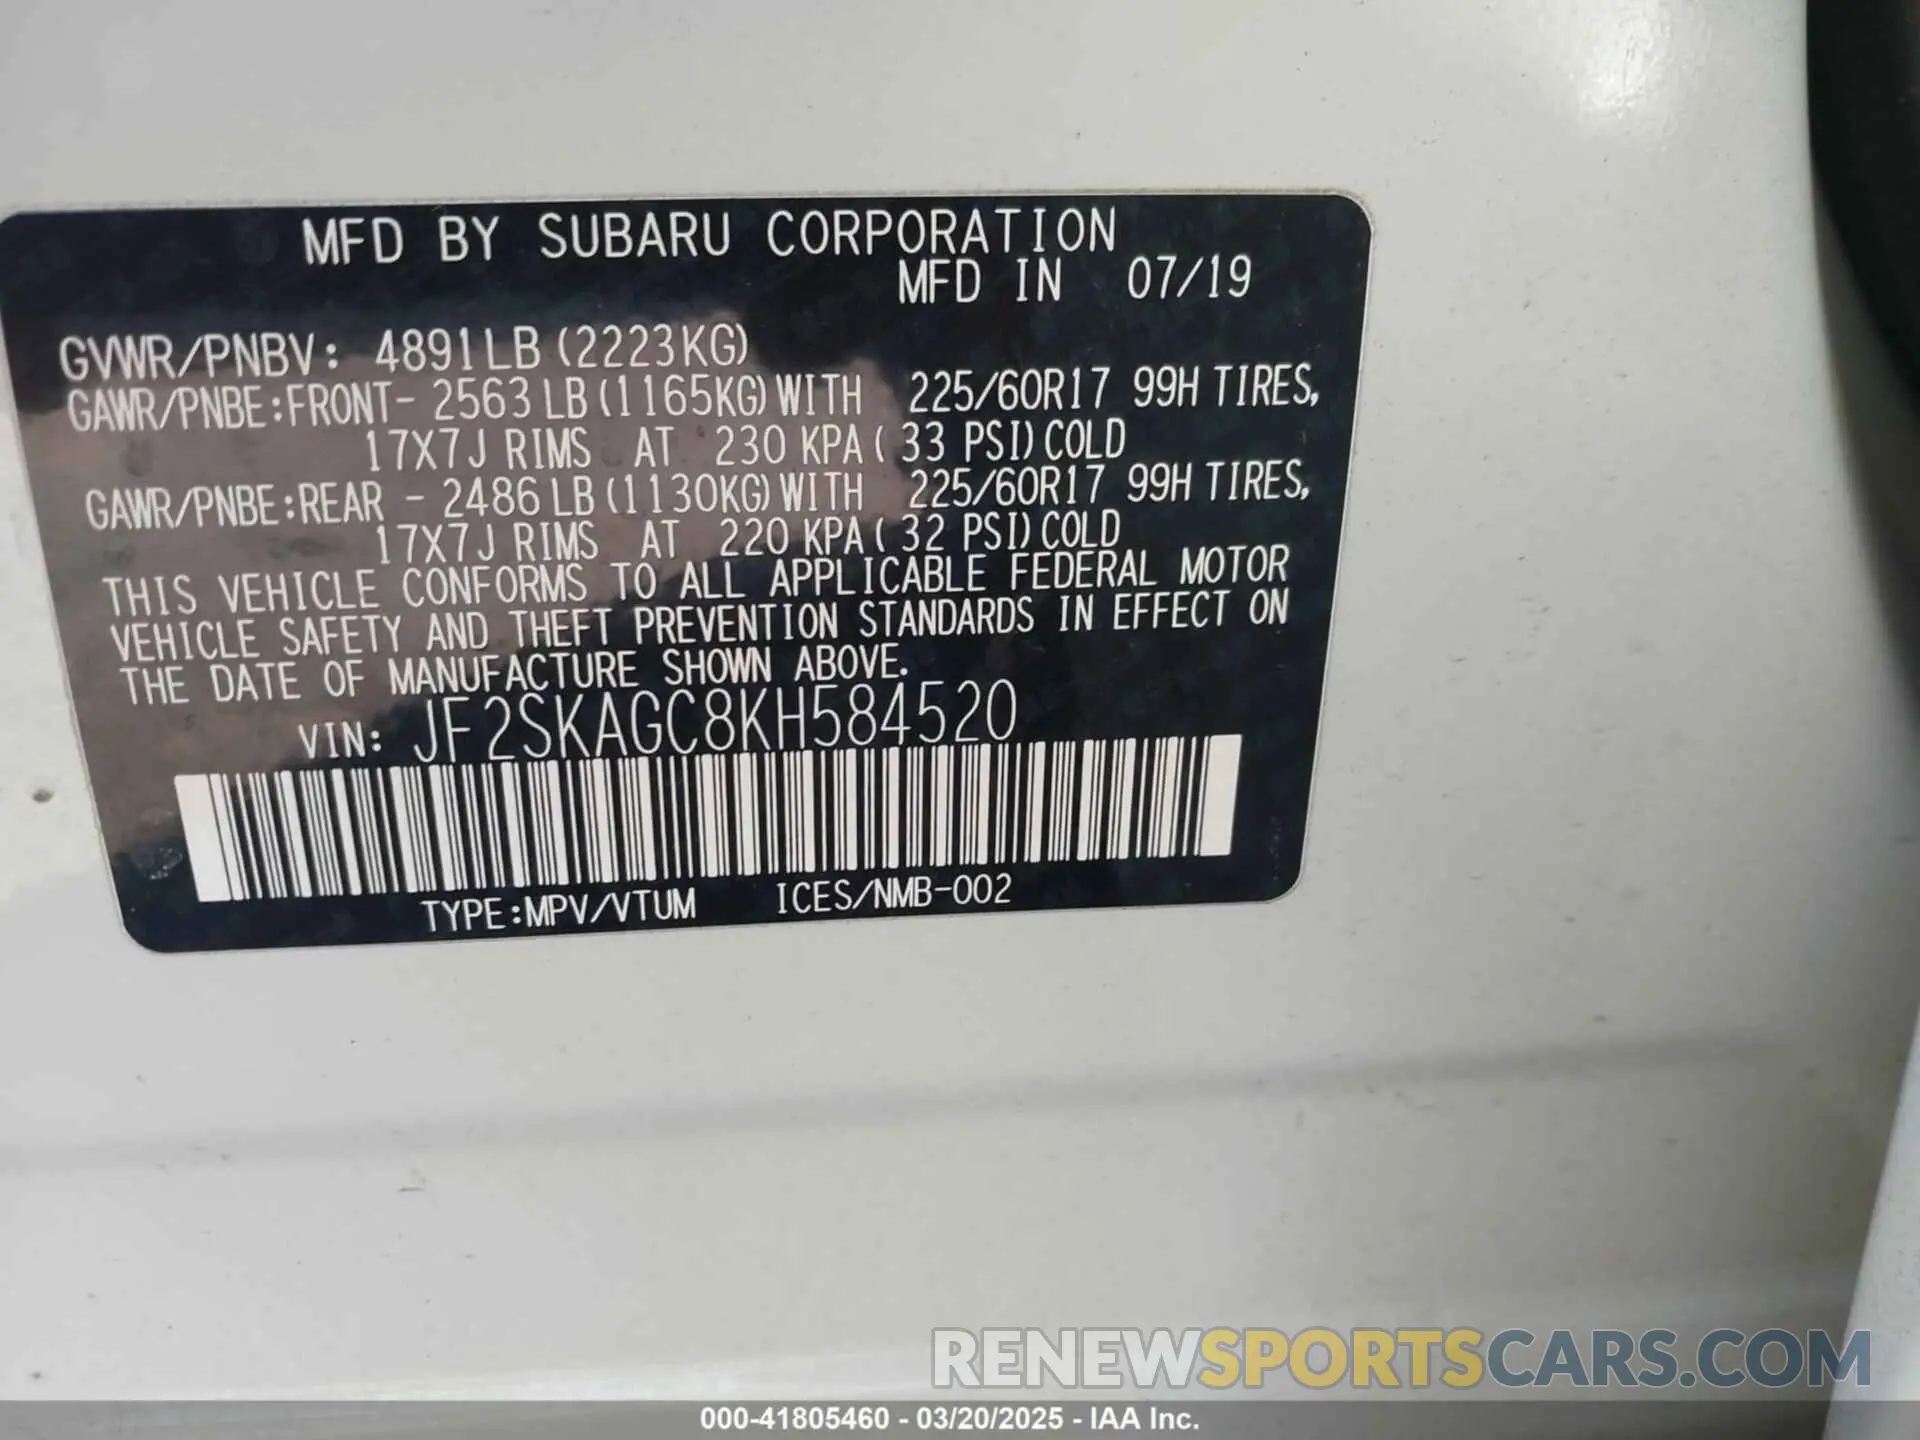 MFD BY SUBARU CORPORATION
MFD IN 07/19
GVWR/PNBV: 4891LB (2223KG)
GAWR/PNBE:FRONT- 2563LB(1165KG)WITH 225/60R17 99H TIRES,
17X7J RIMS AT 230 KPA( 33 PSI)COLD
GAWR/PNBE:REAR - 2486LB(1130KG)WITH 225/60R17 99H TIRES,
17X7J RIMS AT 220 KPA( 32 PSI)COLD
THIS VEHICLE CONFORMS TO ALL APPLICABLE FEDERAL MOTOR
VEHICLE SAFETY AND THEFT PREVENTION STANDARDS IN EFFECT ON
THE DATE OF MANUFACTURE SHOWN ABOVE.
VIN: JF2SKAGC8KH584520
TYPE:MPV/VTUM ICES/NMB-002
RENEWSPORTSCARS.COM
000-41805460 - 03/20/2025 - IAA Inc.